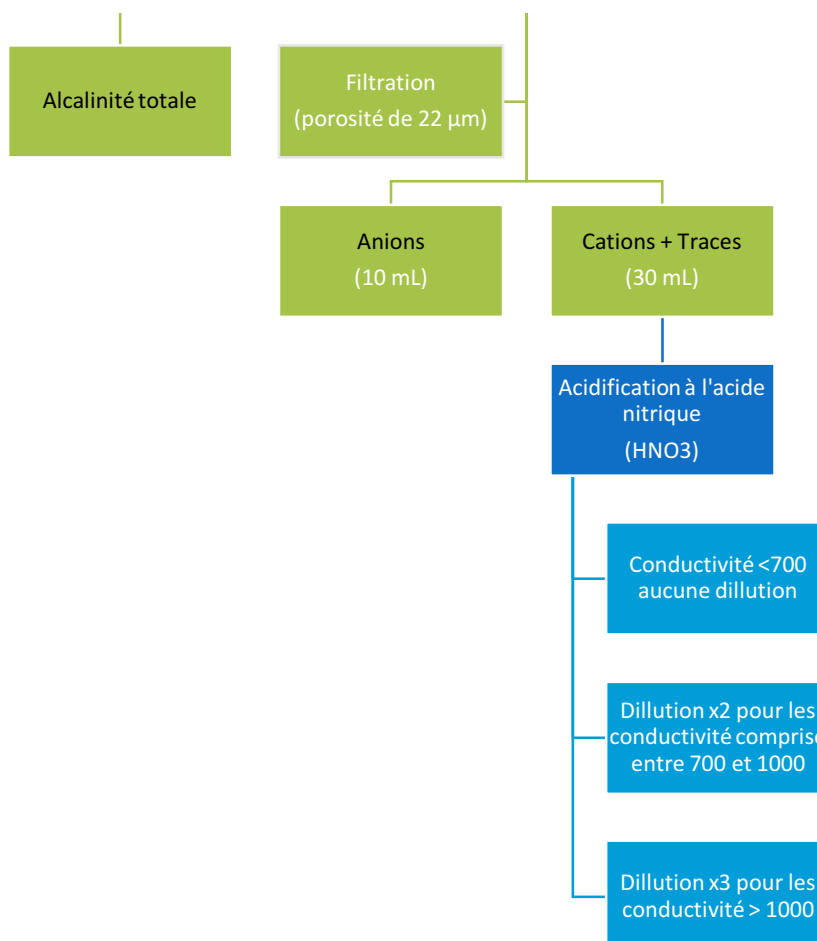 Alcalinité totale
Filtration
(porosité de 22 µm)
Anions
(10 mL)
Cations + Traces
(30 mL)
Acidification à l'acide
nitrique
(HNO3)
Conductivité <700
aucune dillution
Dillution x2 pour les
conductivité comprise
entre 700 et 1000
Dillution x3 pour les
conductivité > 1000